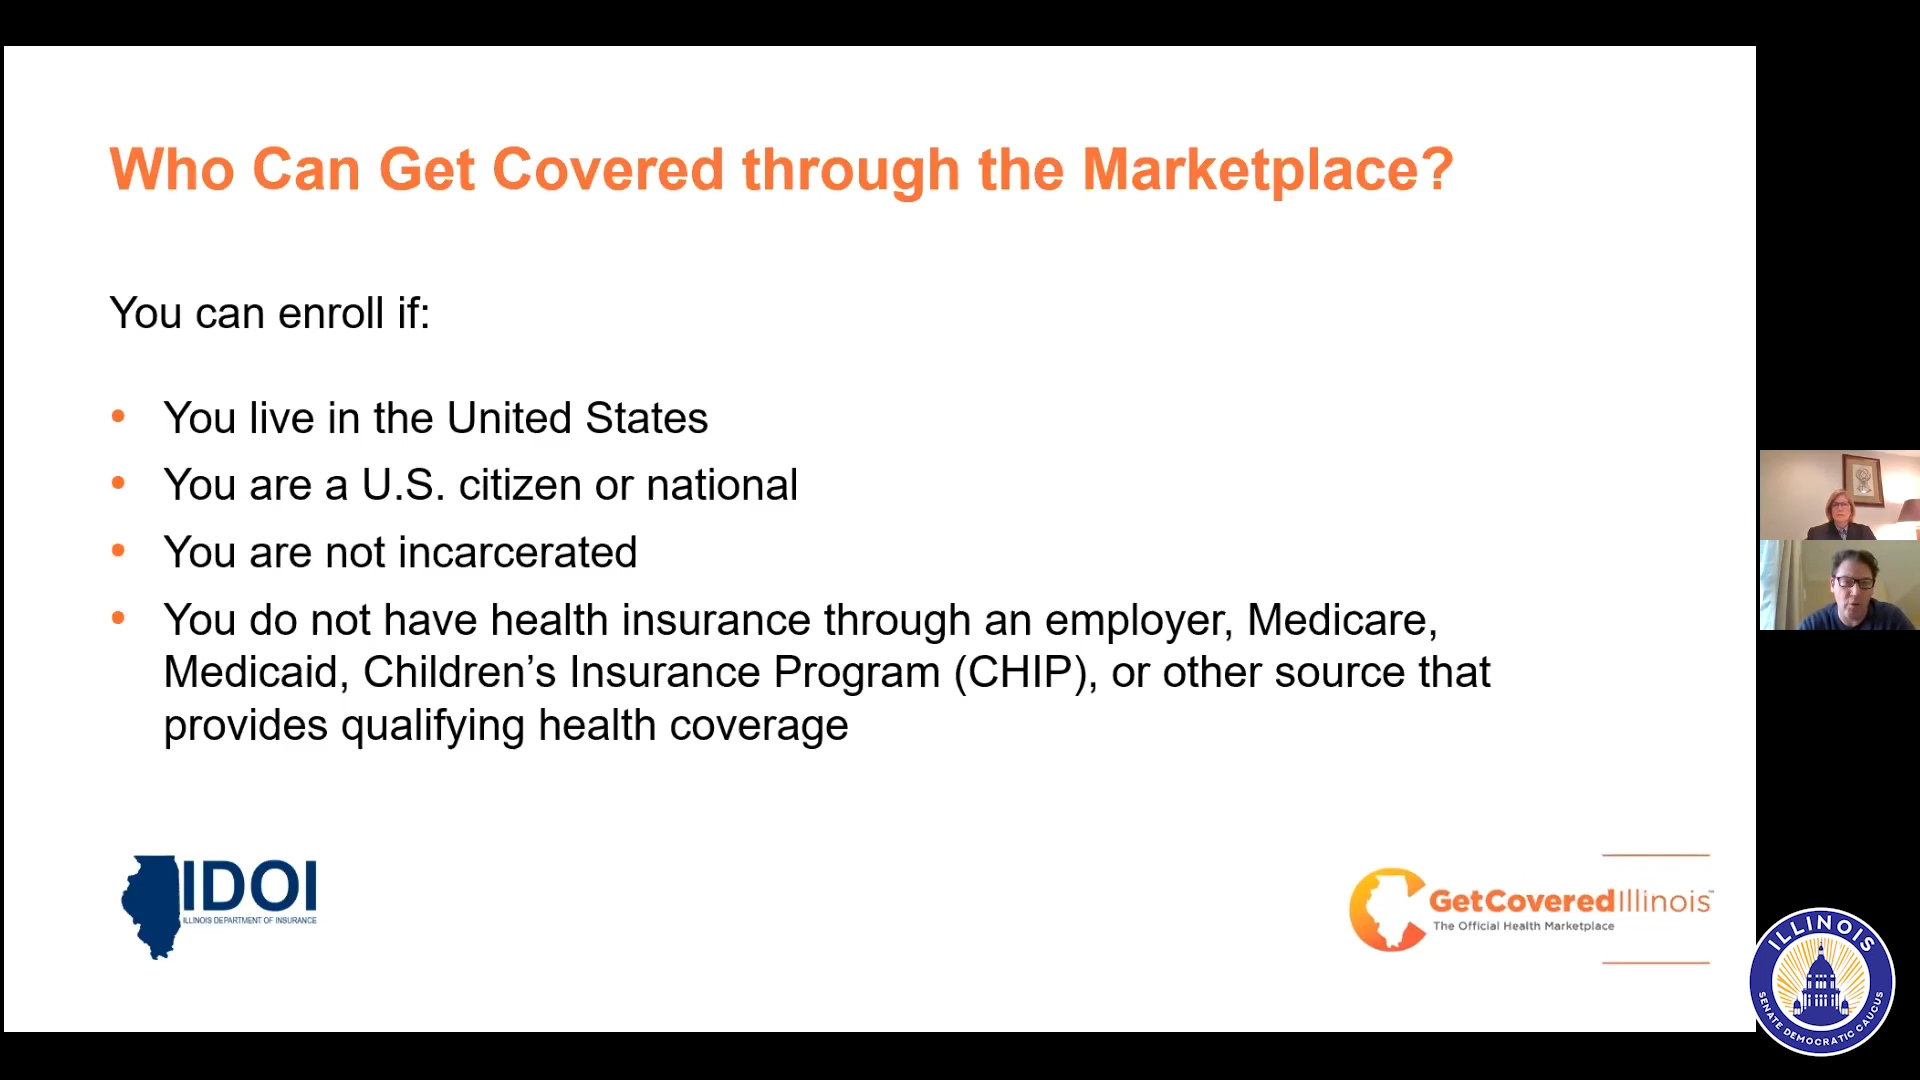 Who Can Get Covered through the Marketplace?
You can enroll if:
• You live in the United States
• You are a U.S. citizen or national
• You are not incarcerated
• You do not have health insurance through an employer, Medicare,
Medicaid, Children’s Insurance Program (CHIP), or other source that
provides qualifying health coverage
IDOI
ILLINOIS DEPARTMENT OF INSURANCE
GetCoveredIllinois™
The Official Health Marketplace
ILLINOIS
SENATE DEMOCRATIC CAUCUS